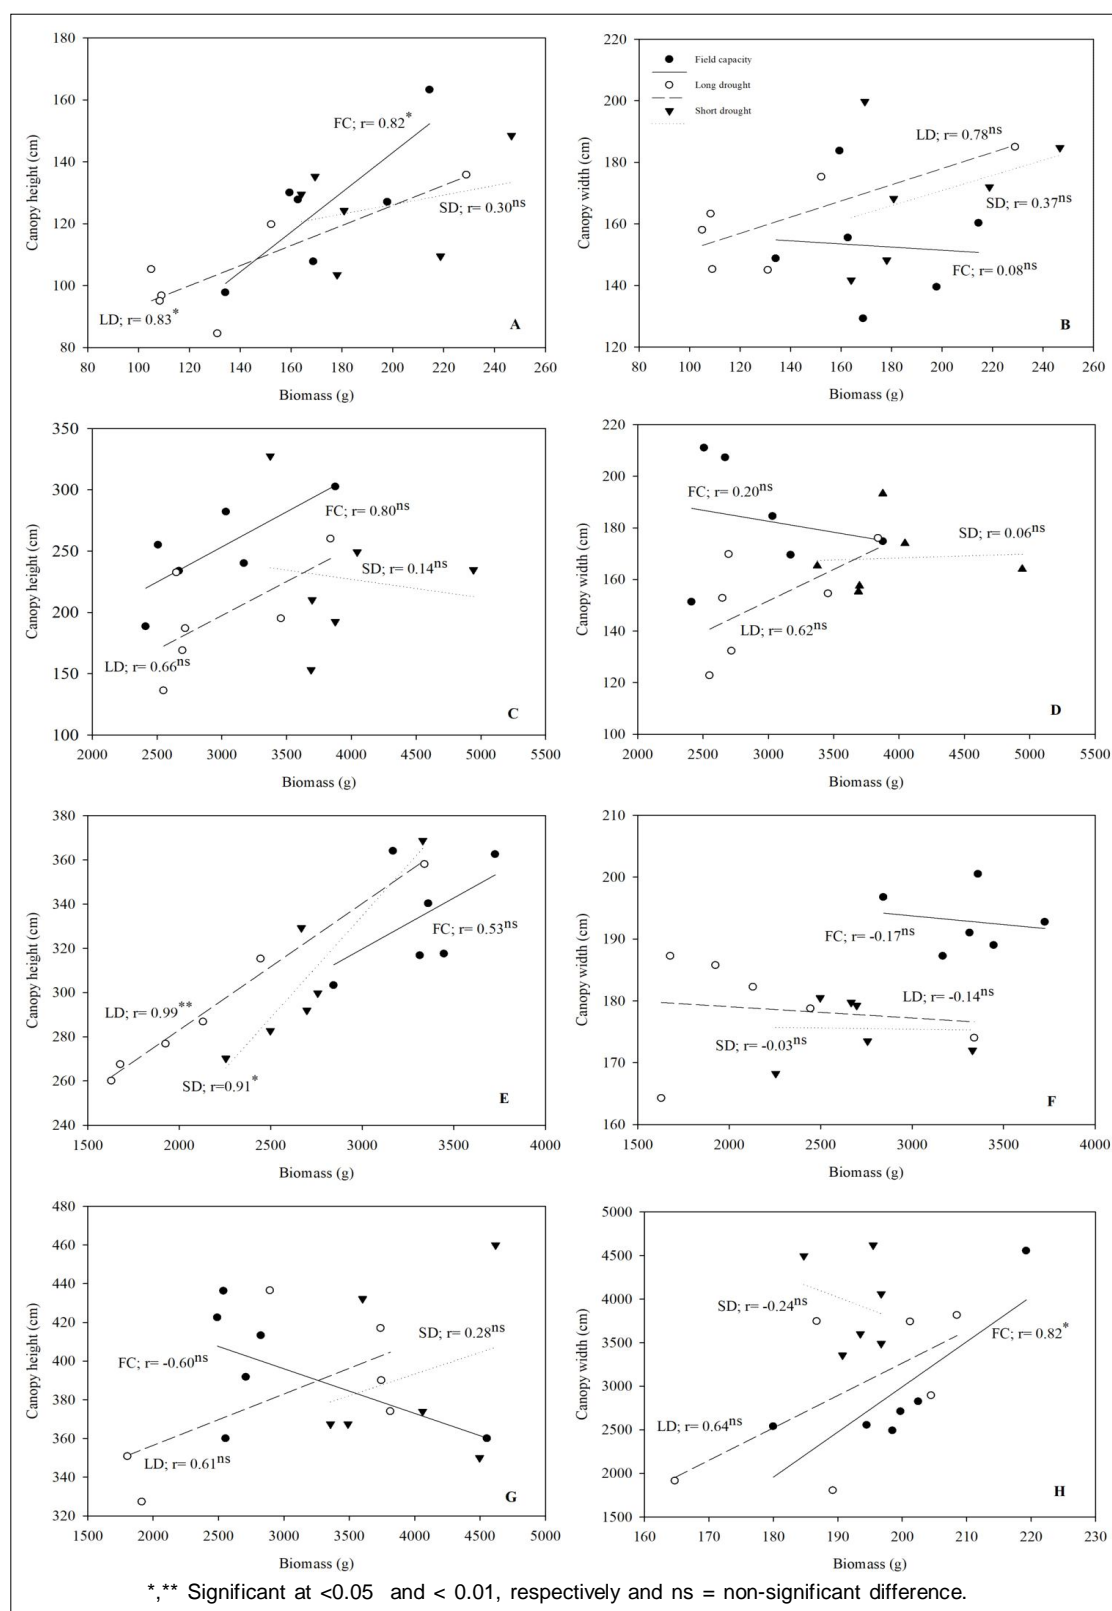 180
160
140
120
100
80
Canopy height (cm)
FC; r= 0.82*
SD; r= 0.30ns
LD; r= 0.83*
A
80 100 120 140 160 180 200 220 240 260
Biomass (g)
220
200
180
160
140
120
Canopy width (cm)
Field capacity
Long drought
Short drought
LD; r= 0.78ns
SD; r= 0.37ns
FC; r= 0.08ns
B
80 100 120 140 160 180 200 220 240 260
Biomass (g)
350
300
250
200
150
100
Canopy height (cm)
FC; r= 0.80ns
SD; r= 0.14ns
LD; r= 0.66ns
C
2000 2500 3000 3500 4000 4500 5000 5500
Biomass (g)
220
200
180
160
140
120
100
Canopy width (cm)
FC; r= 0.20ns
SD; r= 0.06ns
LD; r= 0.62ns
D
2000 2500 3000 3500 4000 4500 5000 5500
Biomass (g)
380
360
340
320
300
280
260
240
Canopy height (cm)
FC; r= 0.53ns
LD; r= 0.99**
SD; r=0.91*
E
1500 2000 2500 3000 3500 4000
Biomass (g)
210
200
190
180
170
160
Canopy width (cm)
FC; r= -0.17ns
LD; r= -0.14ns
SD; r= -0.03ns
F
1500 2000 2500 3000 3500 4000
Biomass (g)
480
460
440
420
400
380
360
340
320
Canopy height (cm)
SD; r= 0.28ns
FC; r= -0.60ns
LD; r= 0.61ns
G
1500 2000 2500 3000 3500 4000 4500 5000
Biomass (g)
5000
4500
4000
3500
3000
2500
2000
1500
Canopy width (cm)
SD; r= -0.24ns
FC; r= 0.82*
LD; r= 0.64ns
H
160 170 180 190 200 210 220 230
Biomass (g)
*,** Significant at <0.05 and < 0.01, respectively and ns = non-significant difference.